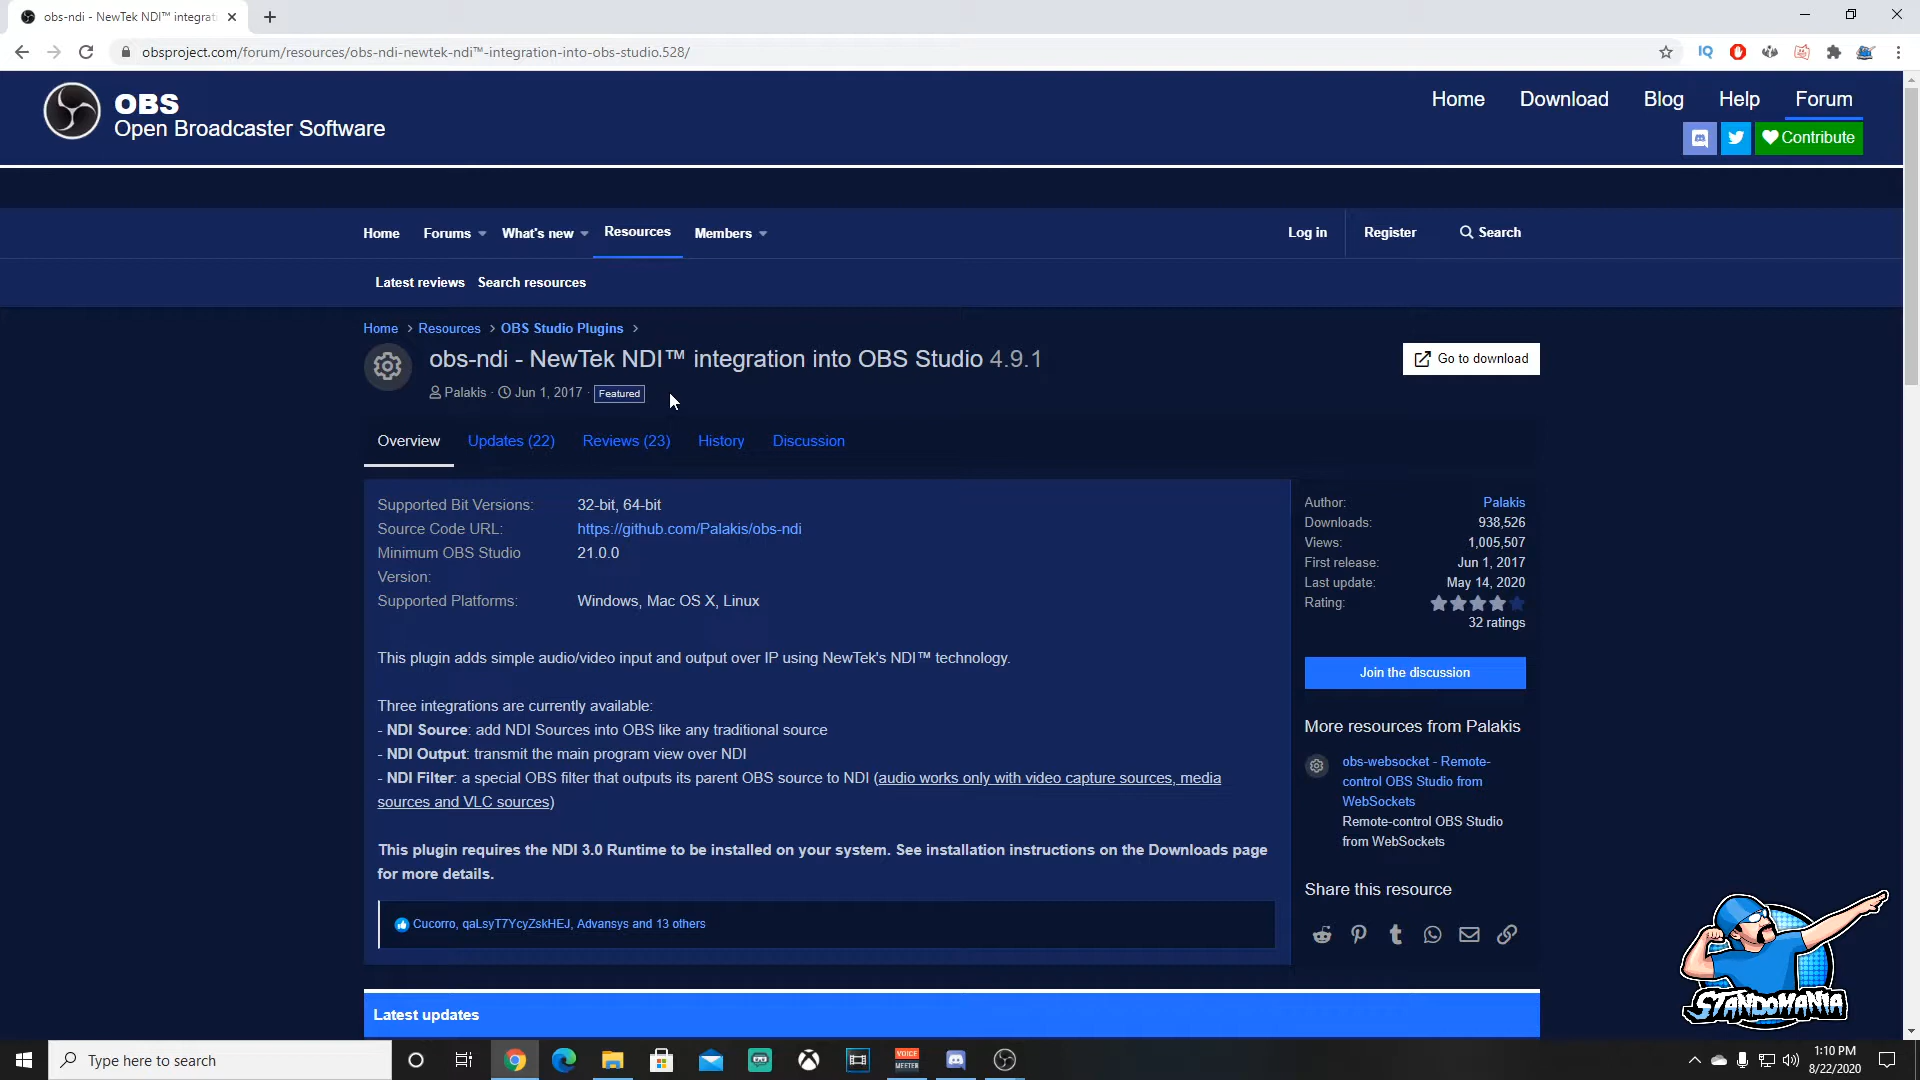 obs-ndi - NewTek NDI™ integrat
obsproject.com/forum/resources/obs-ndi-newtek-ndi™-integration-into-obs-studio.528/
IQ
OBS
Open Broadcaster Software
Home Download Blog Help Forum
Contribute
Home Forums What's new Resources Members Log in Register Search
Latest reviews Search resources
Home > Resources > OBS Studio Plugins >
obs-ndi - NewTek NDI™ integration into OBS Studio 4.9.1
Go to download
Palakis · Jun 1, 2017 · Featured
Overview Updates (22) Reviews (23) History Discussion
Supported Bit Versions: 32-bit, 64-bit
Source Code URL: https://github.com/Palakis/obs-ndi
Minimum OBS Studio 21.0.0
Version:
Supported Platforms: Windows, Mac OS X, Linux
This plugin adds simple audio/video input and output over IP using NewTek's NDI™ technology.
Three integrations are currently available:
- NDI Source: add NDI Sources into OBS like any traditional source
- NDI Output: transmit the main program view over NDI
- NDI Filter: a special OBS filter that outputs its parent OBS source to NDI (audio works only with video capture sources, media
sources and VLC sources)
This plugin requires the NDI 3.0 Runtime to be installed on your system. See installation instructions on the Downloads page
for more details.
Cucorro, qaLsyT7YcyZskHEJ, Advansys and 13 others
Author: Palakis
Downloads: 938,526
Views: 1,005,507
First release: Jun 1, 2017
Last update: May 14, 2020
Rating:
32 ratings
Join the discussion
More resources from Palakis
obs-websocket - Remote-
control OBS Studio from
WebSockets
Remote-control OBS Studio
from WebSockets
Share this resource
STANDOMANIA
Latest updates
Type here to search
VOICE
MEETER
1:10 PM
8/22/2020